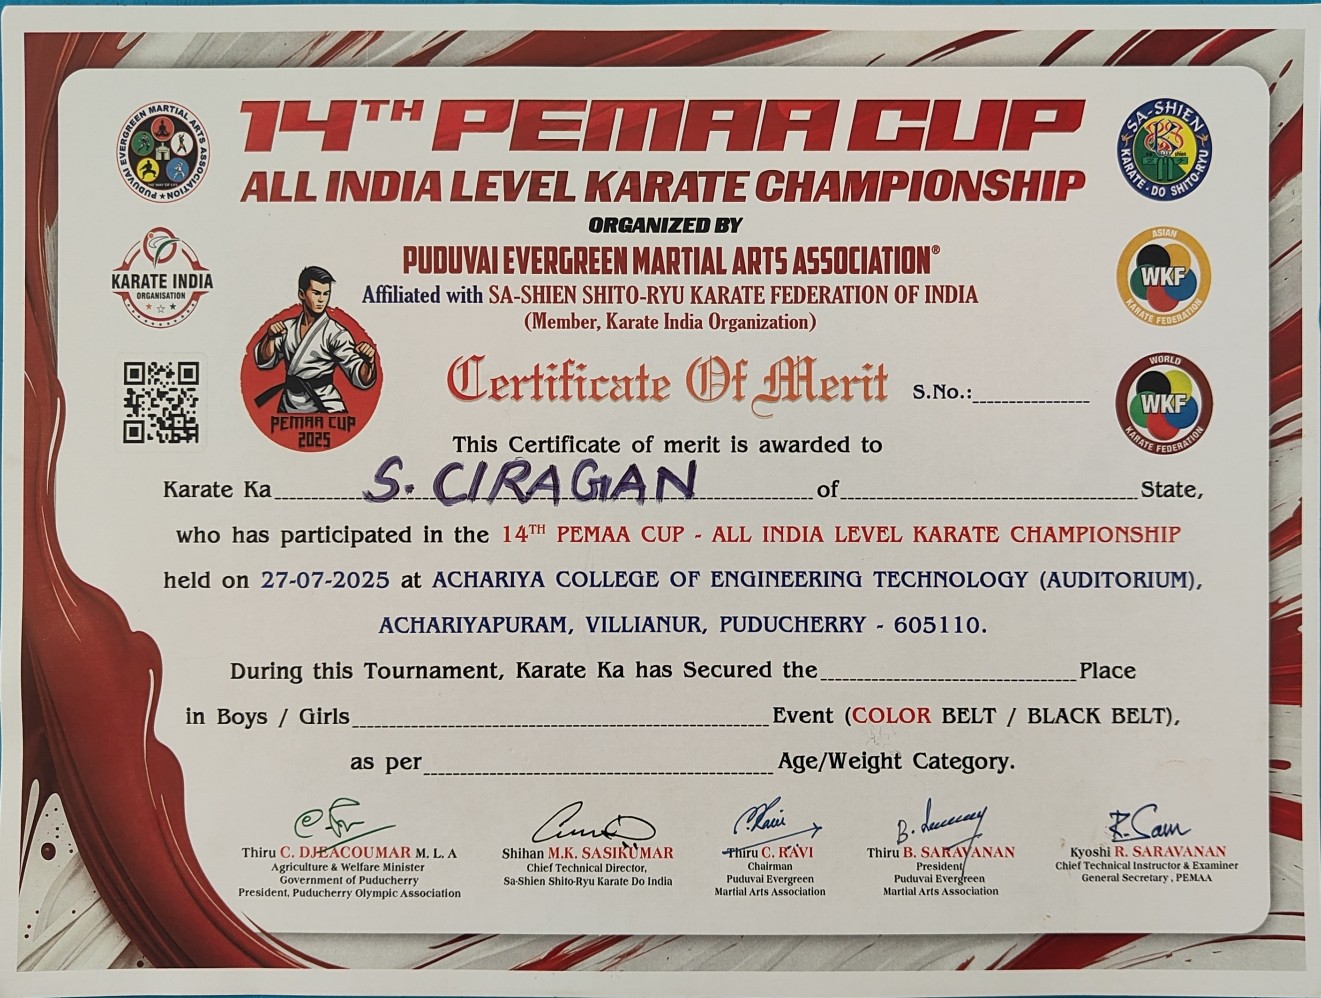 14TH PEMAA CUP
ALL INDIA LEVEL KARATE CHAMPIONSHIP
ORGANIZED BY
PUDUVAI EVERGREEN MARTIAL ARTS ASSOCIATION®
Affiliated with SA-SHIEN SHITO-RYU KARATE FEDERATION OF INDIA
(Member, Karate India Organization)
PUDUVAI EVERGREEN MARTIAL ARTS ASSOCIATION
SA-SHIEN
KARATE-DO SHITO-RYU
KARATE INDIA
ORGANISATION
ASIAN
WKF
KARATE FEDERATION
WORLD
WKF
KARATE FEDERATION
PEMAA CUP
2025
Certificate Of Merit
S.No.:
This Certificate of merit is awarded to
Karate Ka S. CIRAGIAN of State,
who has participated in the 14TH PEMAA CUP - ALL INDIA LEVEL KARATE CHAMPIONSHIP
held on 27-07-2025 at ACHARIYA COLLEGE OF ENGINEERING TECHNOLOGY (AUDITORIUM),
ACHARIYAPURAM, VILLIANUR, PUDUCHERRY - 605110.
During this Tournament, Karate Ka has Secured the Place
in Boys / Girls Event (COLOR BELT / BLACK BELT),
as per Age/Weight Category.
Thiru C. DJEACOUMAR M. L. A
Agriculture & Welfare Minister
Government of Puducherry
President, Puducherry Olympic Association
Shihan M.K. SASIKUMAR
Chief Technical Director,
Sa-Shien Shito-Ryu Karate Do India
Thiru C. RAVI
Chairman
Puduvai Evergreen
Martial Arts Association
Thiru B. SARAVANAN
President
Puduvai Evergreen
Martial Arts Association
Kyoshi R. SARAVANAN
Chief Technical Instructor & Examiner
General Secretary , PEMAA